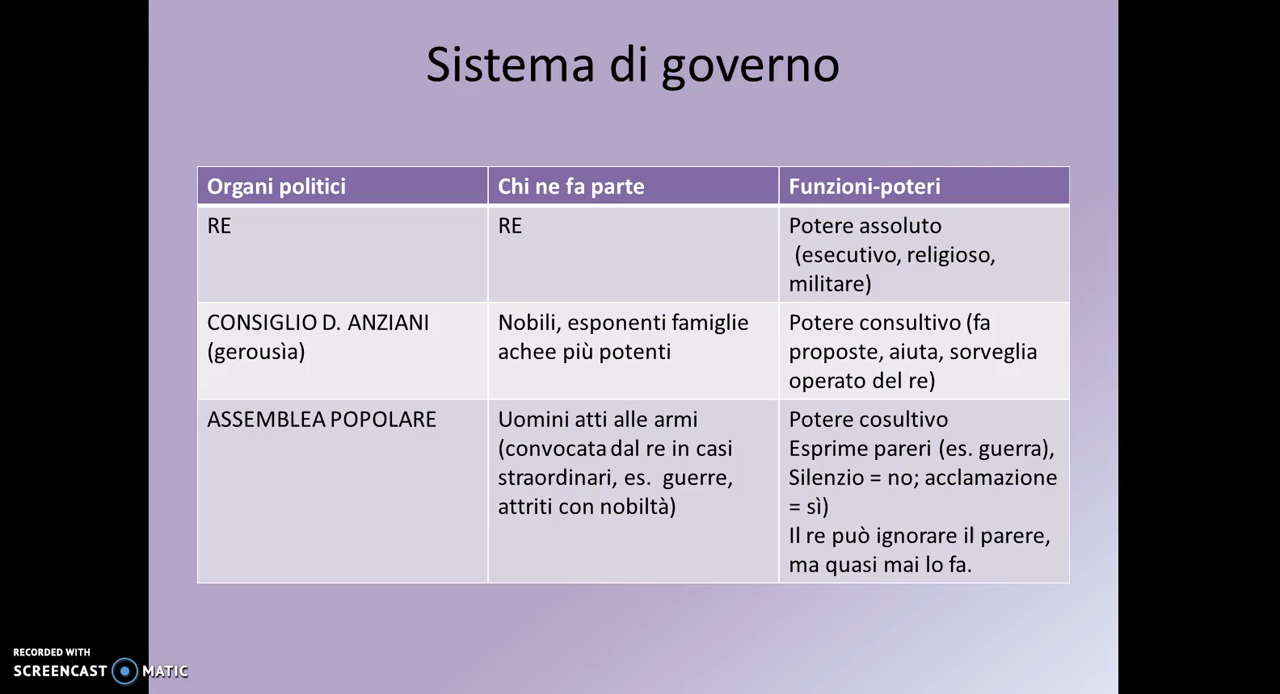 Sistema di governo
Organi politici
Chi ne fa parte
Funzioni-poteri
RE
RE
Potere assoluto
(esecutivo, religioso,
militare)
CONSIGLIO D. ANZIANI
(gerousìa)
Nobili, esponenti famiglie
achee più potenti
Potere consultivo (fa
proposte, aiuta, sorveglia
operato del re)
ASSEMBLEA POPOLARE
Uomini atti alle armi
(convocata dal re in casi
straordinari, es. guerre,
attriti con nobiltà)
Potere cosultivo
Esprime pareri (es. guerra),
Silenzio = no; acclamazione
= sì)
Il re può ignorare il parere,
ma quasi mai lo fa.
RECORDED WITH
SCREENCAST MATIC